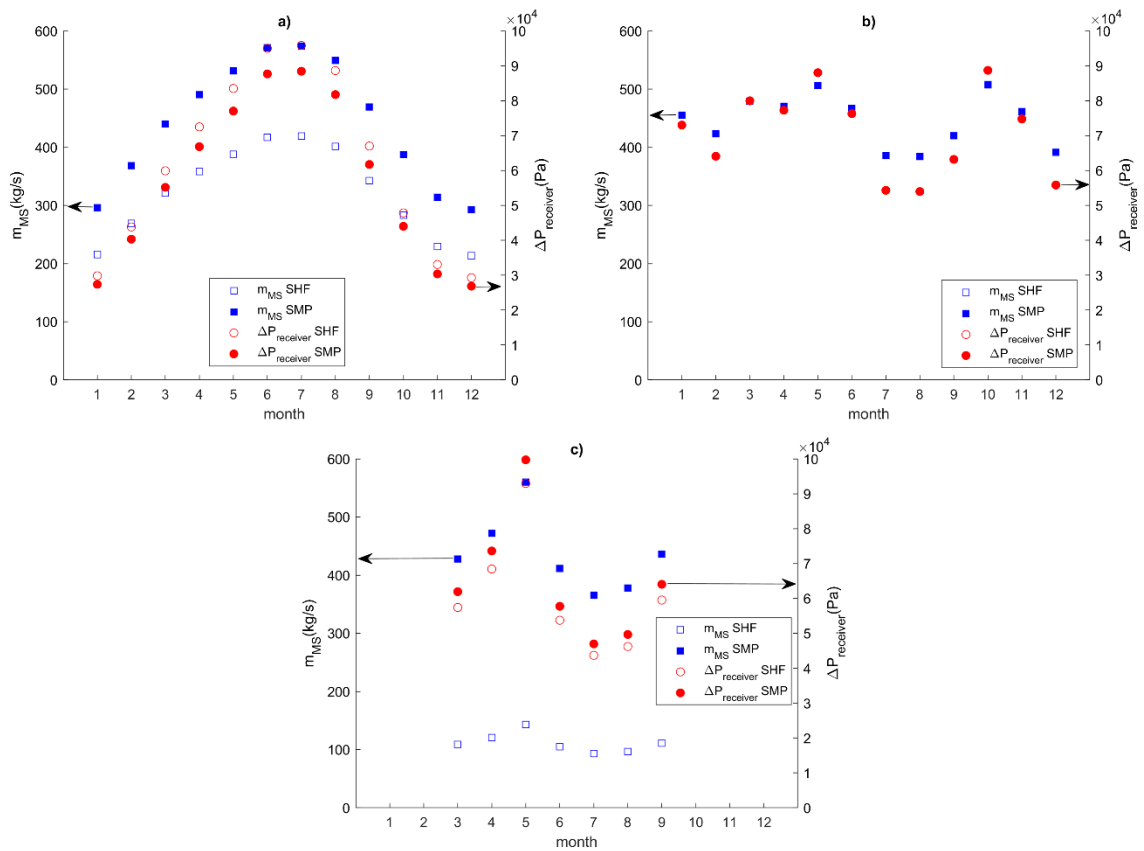 a)
×10⁴
600
500
400
300
200
100
0
m_MS(kg/s)
10
9
8
7
6
5
4
3
2
1
0
ΔP_receiver(Pa)
m_MS SHF
m_MS SMP
ΔP_receiver SHF
ΔP_receiver SMP
1 2 3 4 5 6 7 8 9 10 11 12
month
b)
×10⁴
600
500
400
300
200
100
0
m_MS(kg/s)
10
9
8
7
6
5
4
3
2
1
0
ΔP_receiver(Pa)
m_MS SHF
m_MS SMP
ΔP_receiver SHF
ΔP_receiver SMP
1 2 3 4 5 6 7 8 9 10 11 12
month
c)
×10⁴
600
500
400
300
200
100
0
m_MS(kg/s)
10
9
8
7
6
5
4
3
2
1
0
ΔP_receiver(Pa)
m_MS SHF
m_MS SMP
ΔP_receiver SHF
ΔP_receiver SMP
1 2 3 4 5 6 7 8 9 10 11 12
month